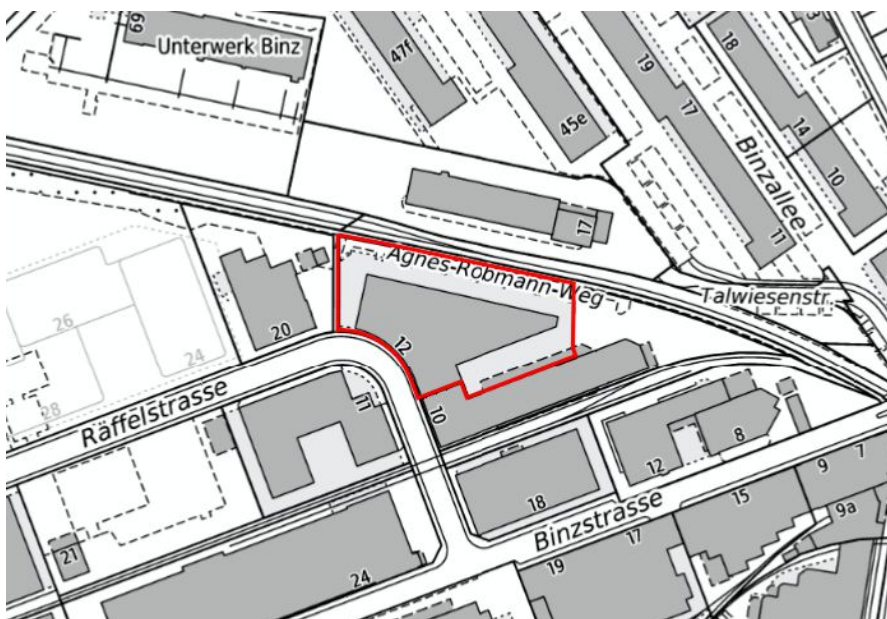 69
Unterwerk Binz
47f
45e
19
17
18
3
14
10
Binzallee
11
17
Agnes-Robmann-Weg
Talwiesenstr.
26
24
28
20
12
Räffelstrasse
11
10
18
12
8
Binzstrasse
9
7
15
9a
17
19
21
24